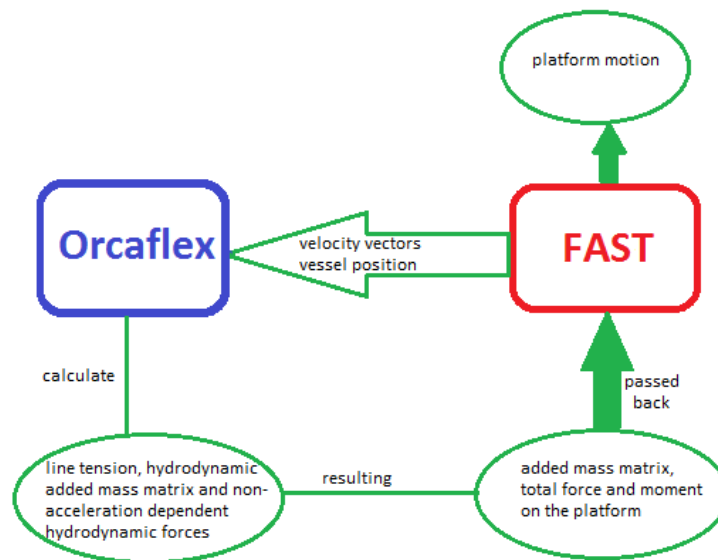 platform motion
Orcaflex
velocity vectors
vessel position
FAST
calculate
passed
back
line tension, hydrodynamic
added mass matrix and non-
acceleration dependent
hydrodynamic forces
resulting
added mass matrix,
total force and moment
on the platform